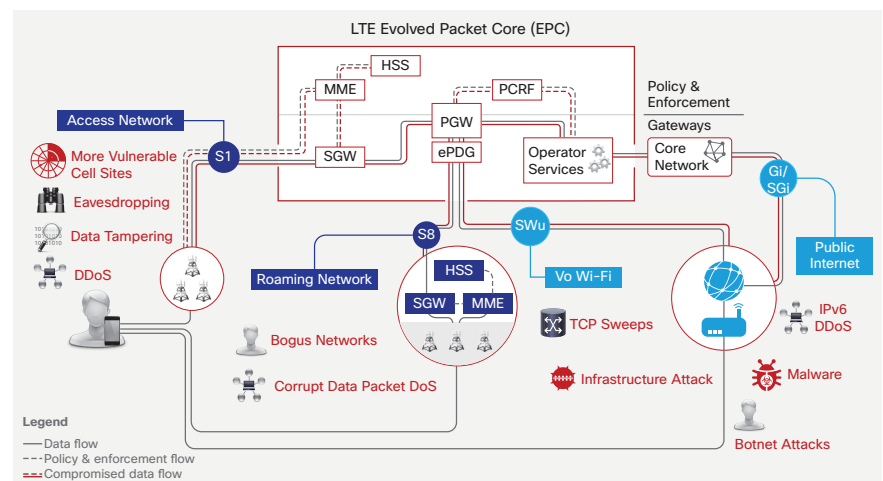 LTE Evolved Packet Core (EPC)
HSS
MME
PCRF
Policy &
Enforcement
Access Network
PGW
Gateways
S1
SGW
ePDG
Operator
Services
Core
Network
More Vulnerable
Cell Sites
Gi/
SGi
Eavesdropping
Data Tampering
S8
SWu
Public
Internet
DDoS
Roaming Network
HSS
Vo Wi-Fi
SGW
MME
IPv6
DDoS
TCP Sweeps
Bogus Networks
Corrupt Data Packet DoS
Infrastructure Attack
Malware
Botnet Attacks
Legend
Data flow
Policy & enforcement flow
Compromised data flow